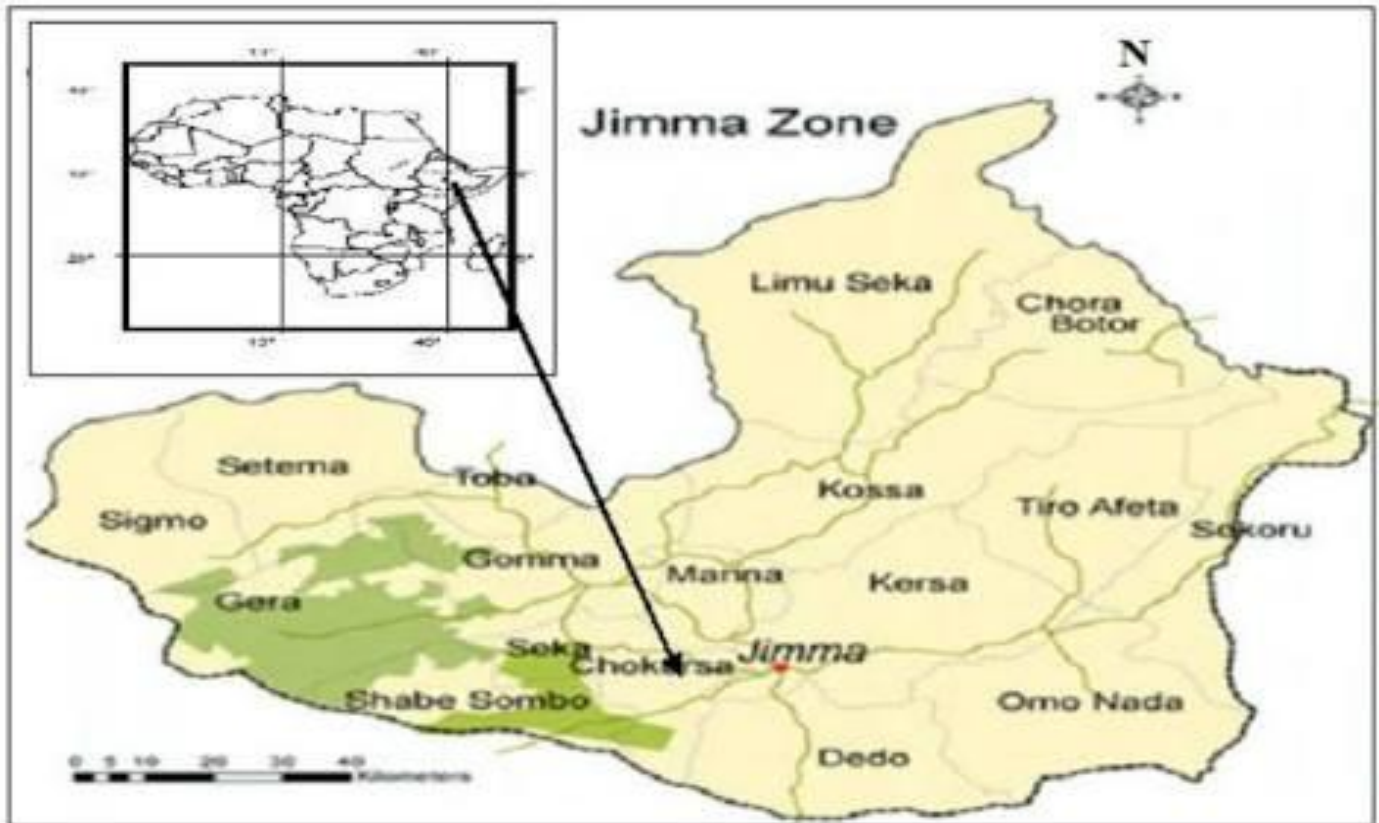 N
Jimma Zone
40°
Limu Seka
Chora
Botor
Setema
Toba
Kossa
Tiro Afeta
Sigmo
Sokoru
Gomma
Manna
Kersa
Gera
Seka
Jimma
Shabe Sombo
Omo Nada
Dedo
0 5 10 20 30 40
Kilometers